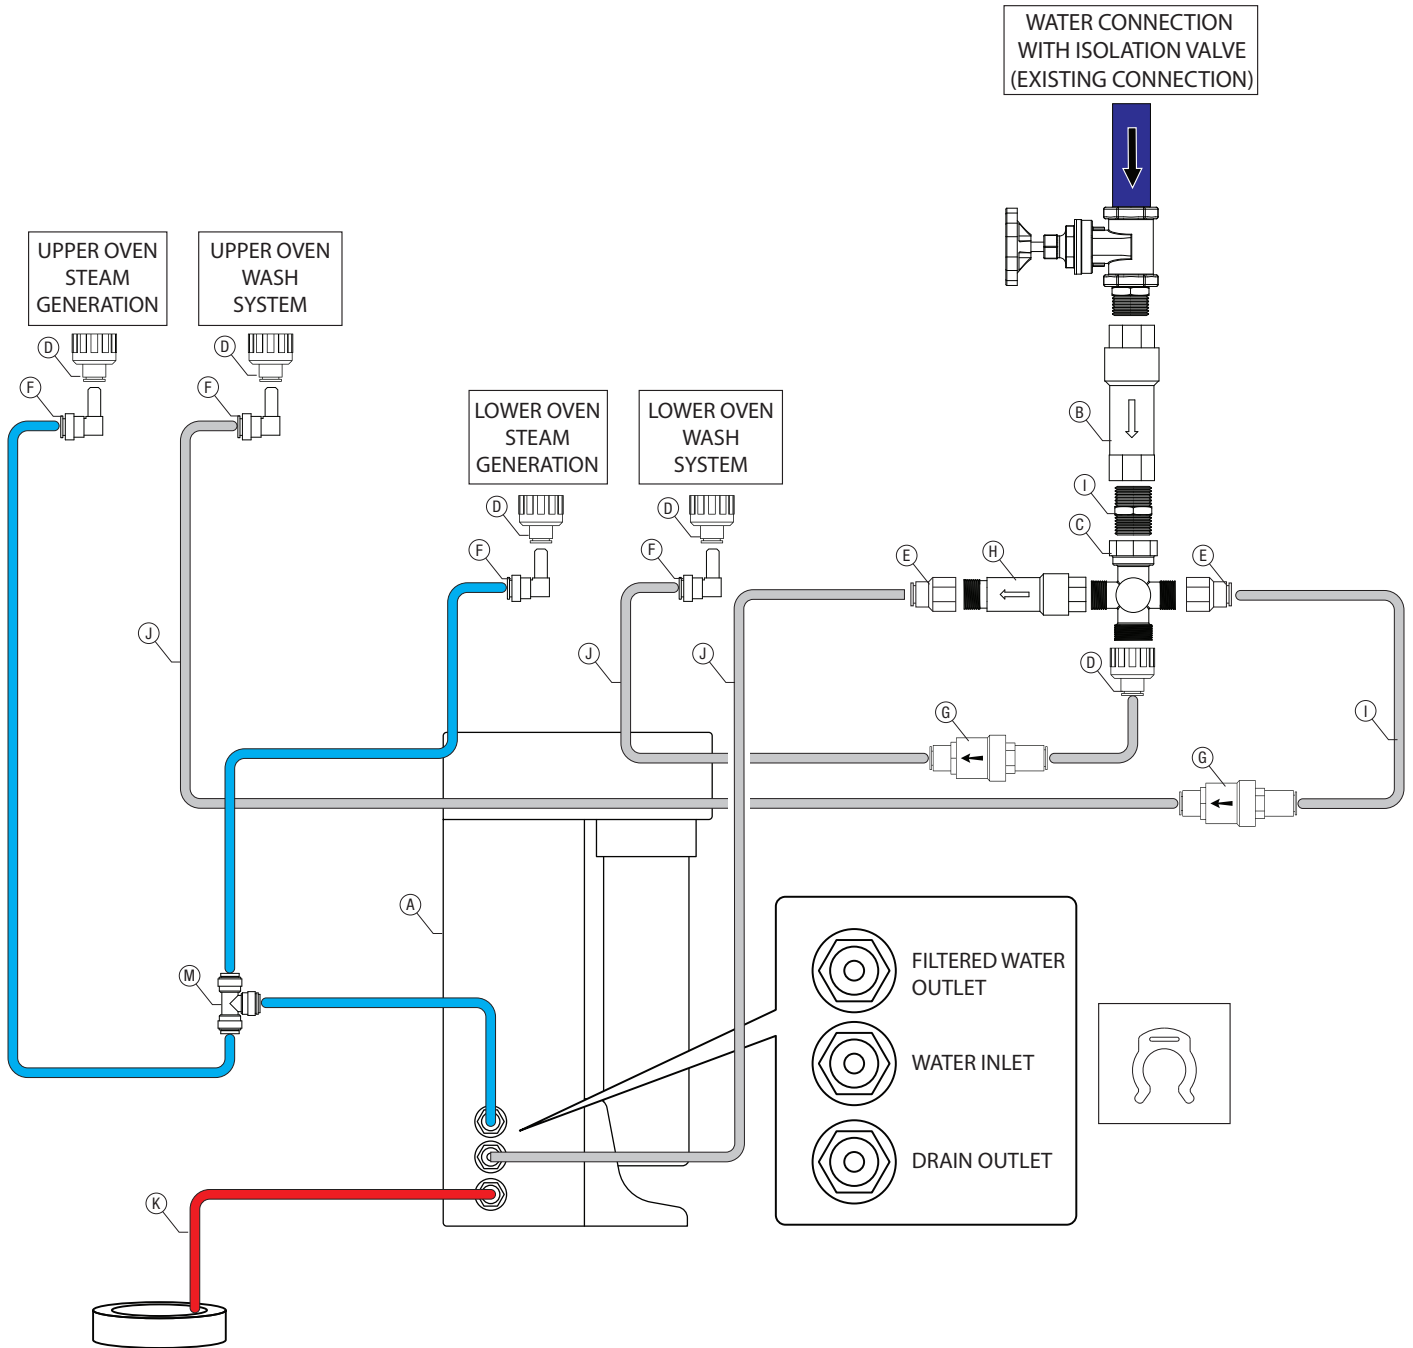 WATER CONNECTION
WITH ISOLATION VALVE
(EXISTING CONNECTION)
UPPER OVEN
STEAM
GENERATION
UPPER OVEN
WASH
SYSTEM
D
D
F
F
LOWER OVEN
STEAM
GENERATION
LOWER OVEN
WASH
SYSTEM
B
I
D
D
C
F
F
E
H
E
J
J
J
D
G
I
G
A
M
K
FILTERED WATER
OUTLET
WATER INLET
DRAIN OUTLET